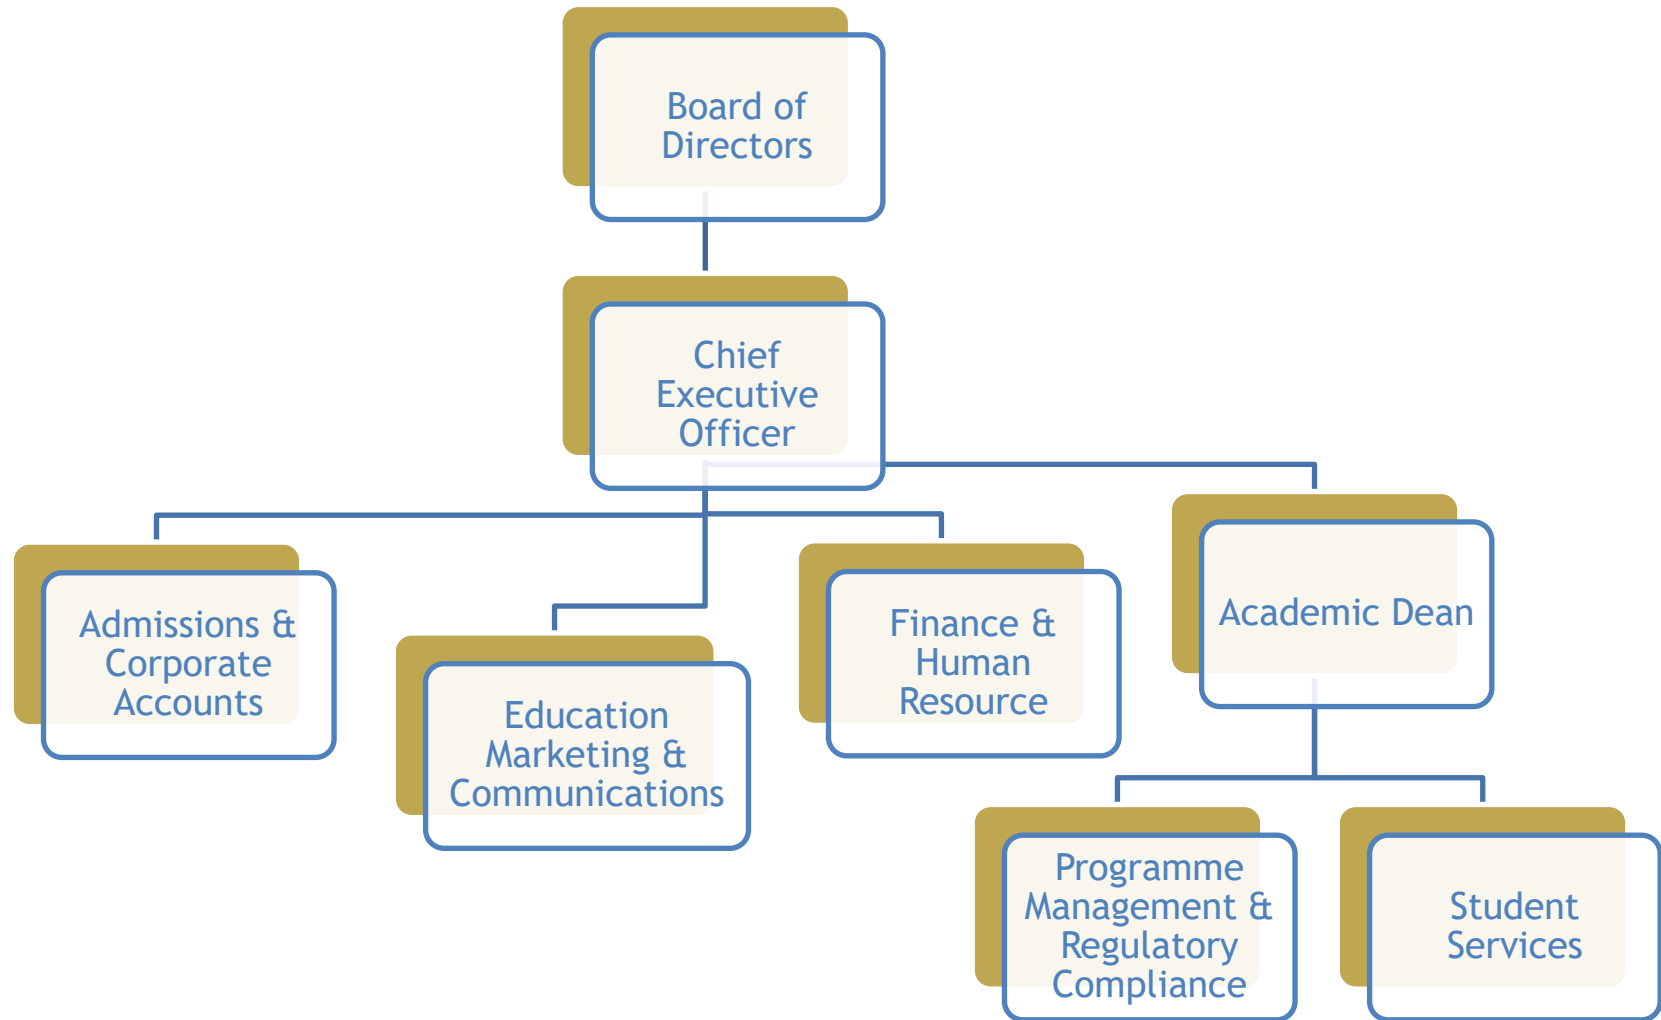 Board of
Directors
Chief
Executive
Officer
Admissions &
Corporate
Accounts
Education
Marketing &
Communications
Finance &
Human
Resource
Academic Dean
Programme
Management &
Regulatory
Compliance
Student
Services